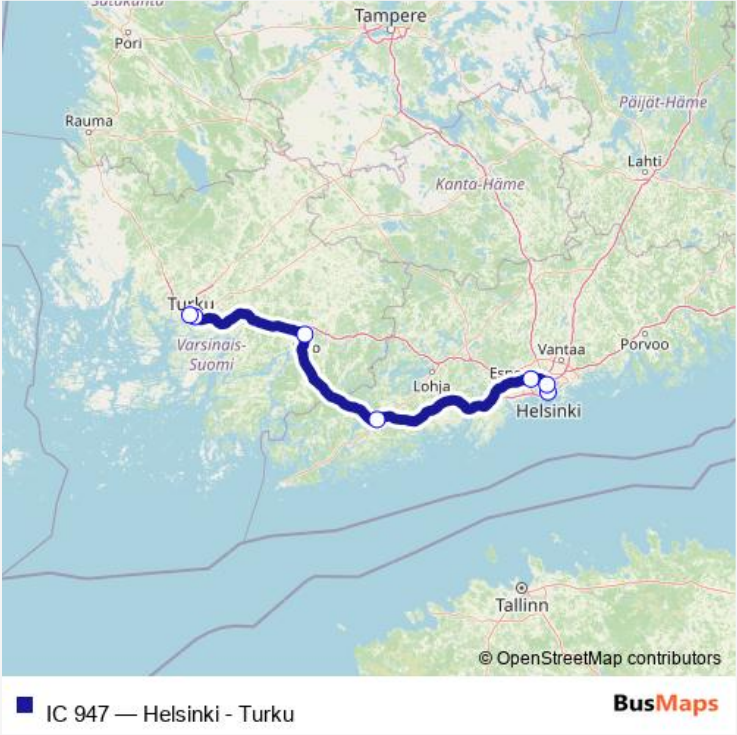 Satakunta
Tampere
Pori
Rauma
Päijät-Häme
Lahti
Kanta-Häme
Turku
Varsinais-
Suomi
Vantaa
Porvoo
Lohja
Helsinki
Tallinn
© OpenStreetMap contributors
IC 947 — Helsinki - Turku
BusMaps